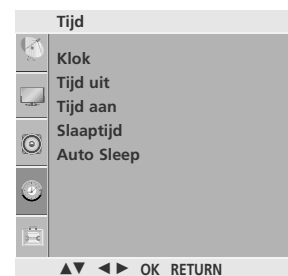 Tijd
Klok
Tijd uit
Tijd aan
Slaaptijd
Auto Sleep
▲▼ ◄► OK RETURN